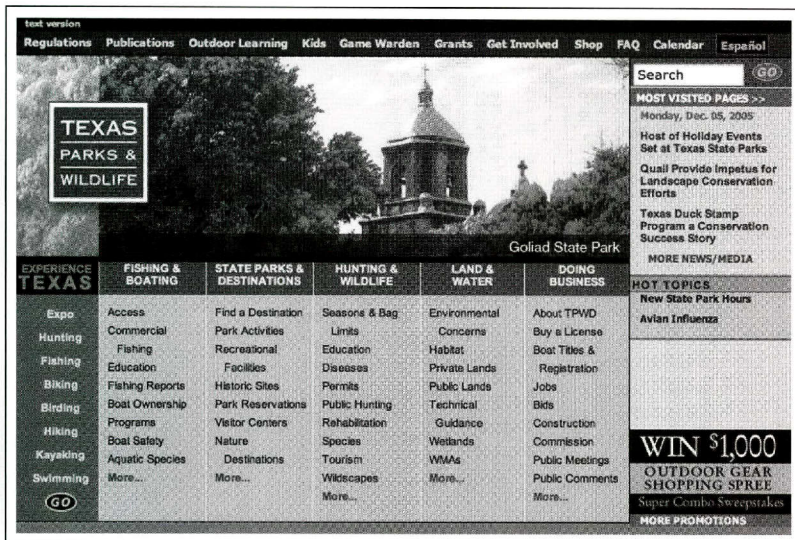 text version
Regulations Publications Outdoor Learning Kids Game Warden Grants Get Involved Shop FAQ Calendar Español
TEXAS
PARKS &
WILDLIFE
Goliad State Park
Search GO
MOST VISITED PAGES >>
Monday, Dec. 05, 2005
Host of Holiday Events
Set at Texas State Parks
Quail Provide Impetus for
Landscape Conservation
Efforts
Texas Duck Stamp
Program a Conservation
Success Story
MORE NEWS/MEDIA
HOT TOPICS
New State Park Hours
Avian Influenza
EXPERIENCE
TEXAS
Expo
Hunting
Fishing
Biking
Birding
Hiking
Kayaking
Swimming
GO
FISHING &
BOATING
Access
Commercial
Fishing
Education
Fishing Reports
Boat Ownership
Programs
Boat Safety
Aquatic Species
More...
STATE PARKS &
DESTINATIONS
Find a Destination
Park Activities
Recreational
Facilities
Historic Sites
Park Reservations
Visitor Centers
Nature
Destinations
More...
HUNTING &
WILDLIFE
Seasons & Bag
Limits
Education
Diseases
Permits
Public Hunting
Rehabilitation
Species
Tourism
Wildscapes
More...
LAND &
WATER
Environmental
Concerns
Habitat
Private Lands
Public Lands
Technical
Guidance
Wetlands
WMAs
More...
DOING
BUSINESS
About TPWD
Buy a License
Boat Titles &
Registration
Jobs
Bids
Construction
Commission
Public Meetings
Public Comments
More...
WIN $1,000
OUTDOOR GEAR
SHOPPING SPREE
Super Combo Sweepstakes
MORE PROMOTIONS